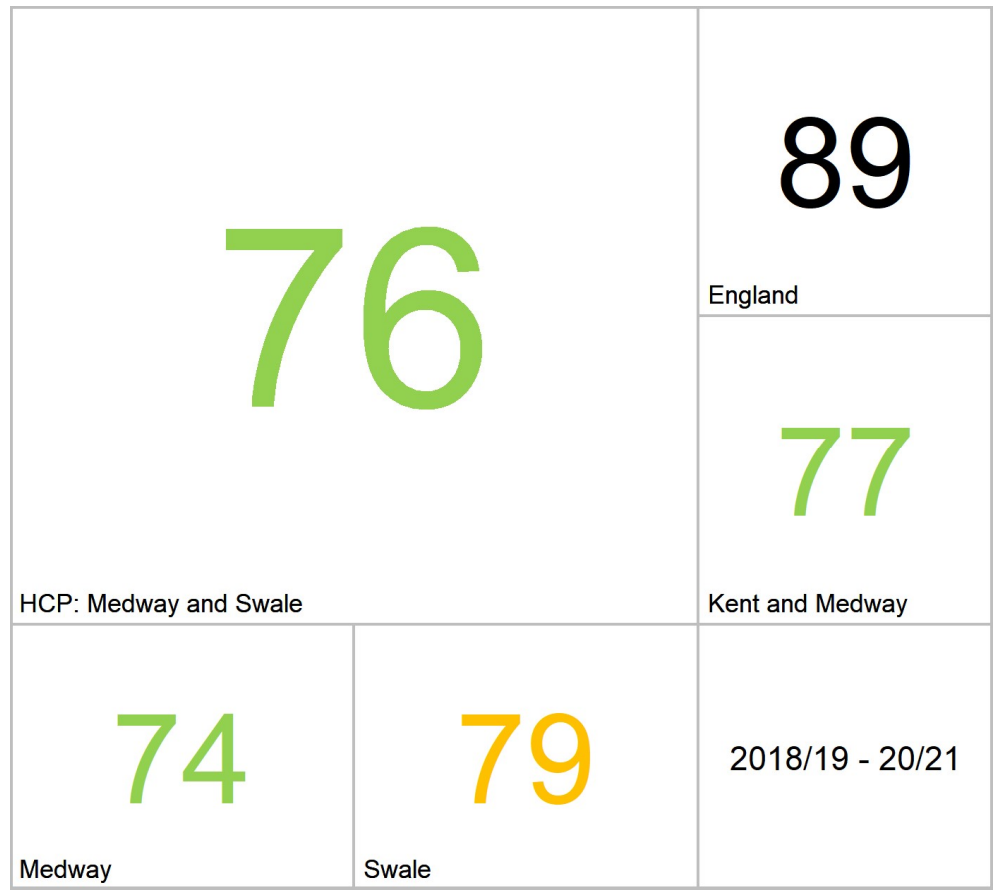 76
HCP: Medway and Swale
89
England
77
Kent and Medway
74
Medway
79
Swale
2018/19 - 20/21